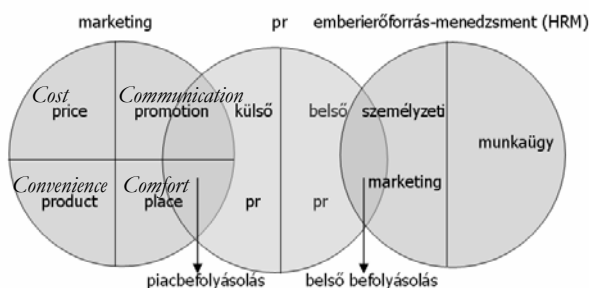 marketing pr emberierőforrás-menedzsment (HRM)
Cost Communication
price promotion külső belső személyzeti
munkaügy
Convenience Comfort marketing
product place pr pr
piacbefolyásolás belső befolyásolás